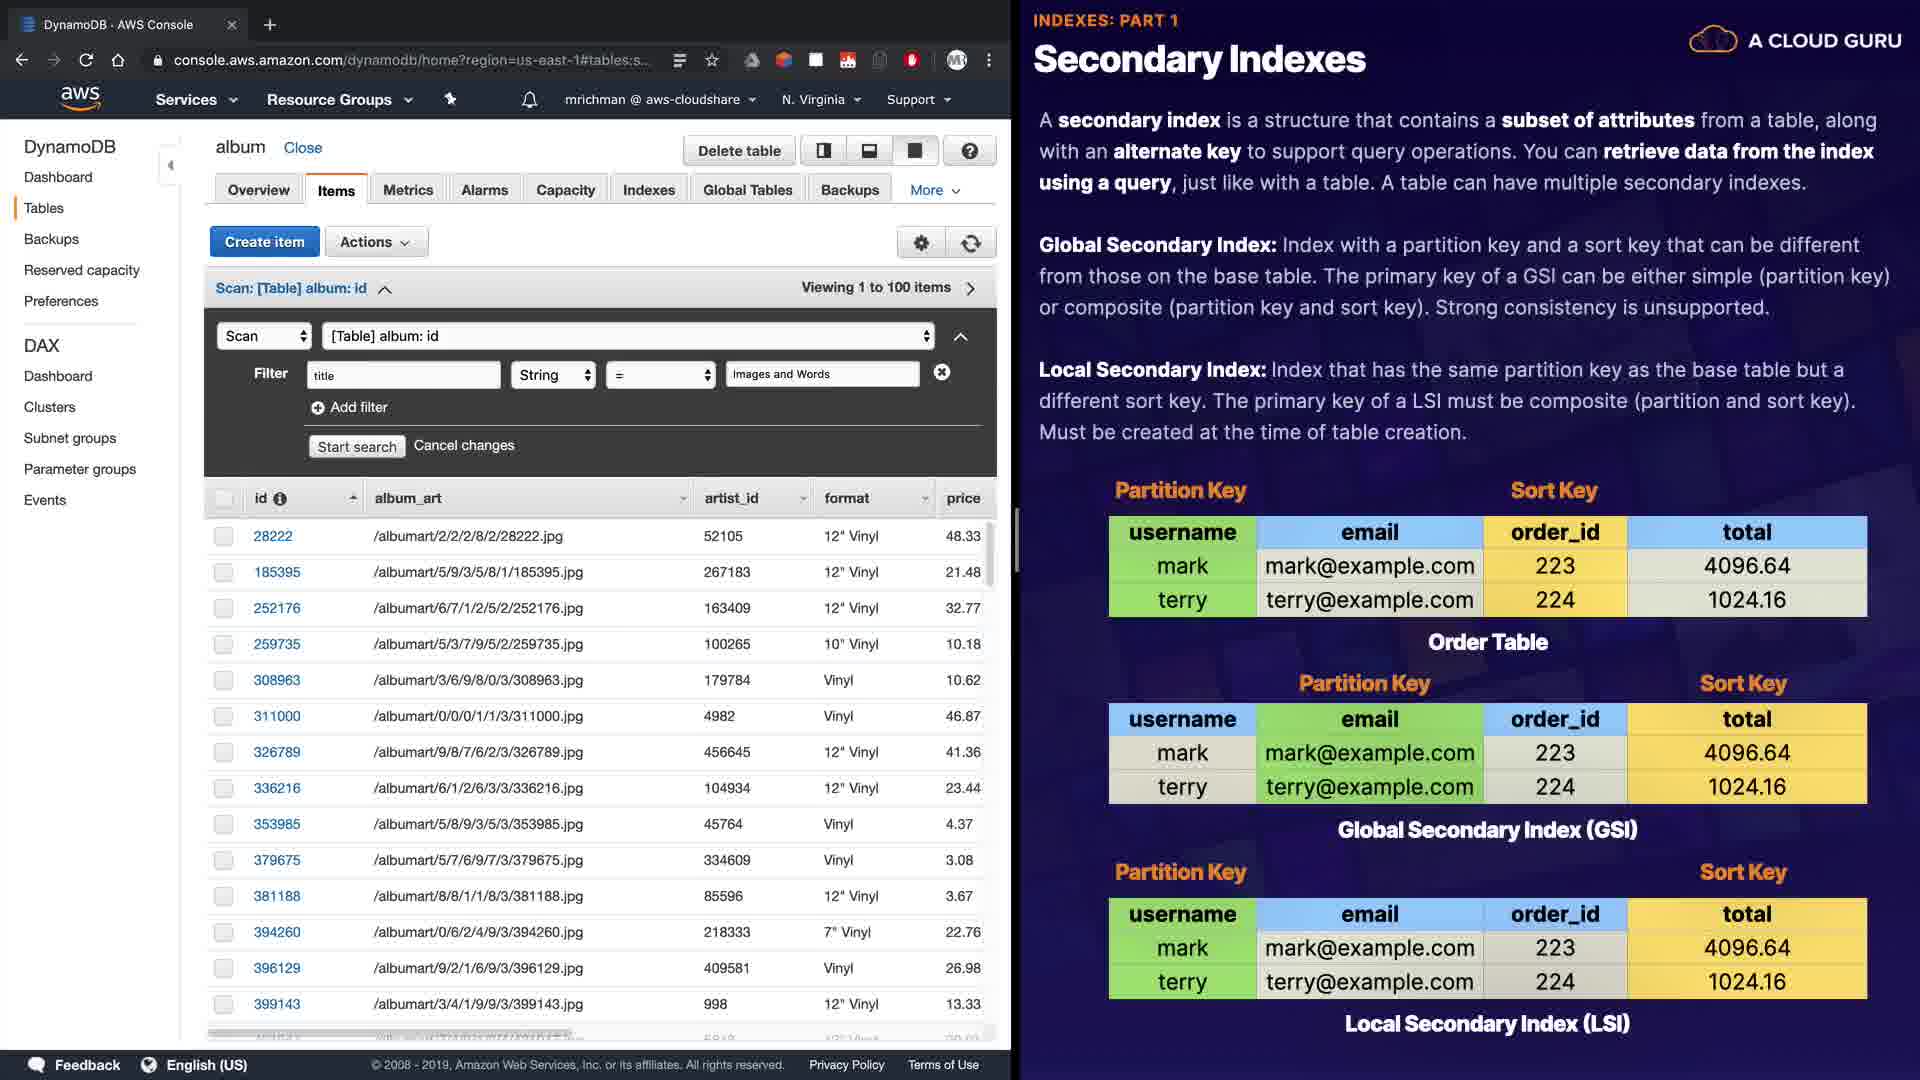 DynamoDB · AWS Console
console.aws.amazon.com/dynamodb/home?region=us-east-1#tables:s...
aws
Services
Resource Groups
mrichman @ aws-cloudshare
N. Virginia
Support
DynamoDB
Dashboard
Tables
Backups
Reserved capacity
Preferences
DAX
Dashboard
Clusters
Subnet groups
Parameter groups
Events
album Close
Delete table
Overview Items Metrics Alarms Capacity Indexes Global Tables Backups More
Create item Actions
Scan: [Table] album: id
Viewing 1 to 100 items
Scan [Table] album: id
Filter title String = Images and Words
Add filter
Start search Cancel changes
id album_art artist_id format price
28222 /albumart/2/2/2/8/2/28222.jpg 52105 12" Vinyl 48.33
185395 /albumart/5/9/3/5/8/1/185395.jpg 267183 12" Vinyl 21.48
252176 /albumart/6/7/1/2/5/2/252176.jpg 163409 12" Vinyl 32.77
259735 /albumart/5/3/7/9/5/2/259735.jpg 100265 10" Vinyl 10.18
308963 /albumart/3/6/9/8/0/3/308963.jpg 179784 Vinyl 10.62
311000 /albumart/0/0/0/1/1/3/311000.jpg 4982 Vinyl 46.87
326789 /albumart/9/8/7/6/2/3/326789.jpg 456645 12" Vinyl 41.36
336216 /albumart/6/1/2/6/3/3/336216.jpg 104934 12" Vinyl 23.44
353985 /albumart/5/8/9/3/5/3/353985.jpg 45764 Vinyl 4.37
379675 /albumart/5/7/6/9/7/3/379675.jpg 334609 Vinyl 3.08
381188 /albumart/8/8/1/1/8/3/381188.jpg 85596 12" Vinyl 3.67
394260 /albumart/0/6/2/4/9/3/394260.jpg 218333 7" Vinyl 22.76
396129 /albumart/9/2/1/6/9/3/396129.jpg 409581 Vinyl 26.98
399143 /albumart/3/4/1/9/9/3/399143.jpg 998 12" Vinyl 13.33
Feedback English (US)
© 2008 - 2019, Amazon Web Services, Inc. or its affiliates. All rights reserved. Privacy Policy Terms of Use
INDEXES: PART 1
Secondary Indexes
A CLOUD GURU
A secondary index is a structure that contains a subset of attributes from a table, along
with an alternate key to support query operations. You can retrieve data from the index
using a query, just like with a table. A table can have multiple secondary indexes.
Global Secondary Index: Index with a partition key and a sort key that can be different
from those on the base table. The primary key of a GSI can be either simple (partition key)
or composite (partition key and sort key). Strong consistency is unsupported.
Local Secondary Index: Index that has the same partition key as the base table but a
different sort key. The primary key of a LSI must be composite (partition and sort key).
Must be created at the time of table creation.
Partition Key Sort Key
username email order_id total
mark mark@example.com 223 4096.64
terry terry@example.com 224 1024.16
Order Table
Partition Key Sort Key
username email order_id total
mark mark@example.com 223 4096.64
terry terry@example.com 224 1024.16
Global Secondary Index (GSI)
Partition Key Sort Key
username email order_id total
mark mark@example.com 223 4096.64
terry terry@example.com 224 1024.16
Local Secondary Index (LSI)